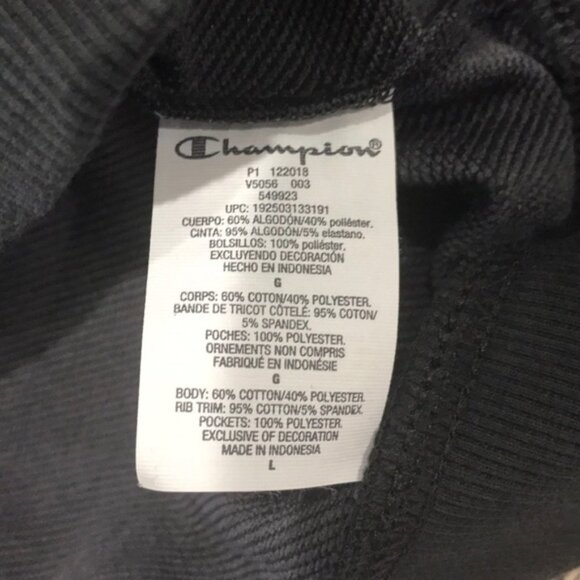 Champion®
P1 122018
V5056 003
549923
UPC: 192503133191
CUERPO: 60% ALGODÓN/40% poliéster.
CINTA: 95% ALGODÓN/5% elastano.
BOLSILLOS: 100% poliéster.
EXCLUYENDO DECORACIÓN
HECHO EN INDONESIA
G
CORPS: 60% COTON/40% POLYESTER.
BANDE DE TRICOT CÔTELÉ: 95% COTON/
5% SPANDEX.
POCHES: 100% POLYESTER.
ORNEMENTS NON COMPRIS
FABRIQUÉ EN INDONÉSIE
G
BODY: 60% COTTON/40% POLYESTER.
RIB TRIM: 95% COTTON/5% SPANDEX.
POCKETS: 100% POLYESTER.
EXCLUSIVE OF DECORATION
MADE IN INDONESIA
L